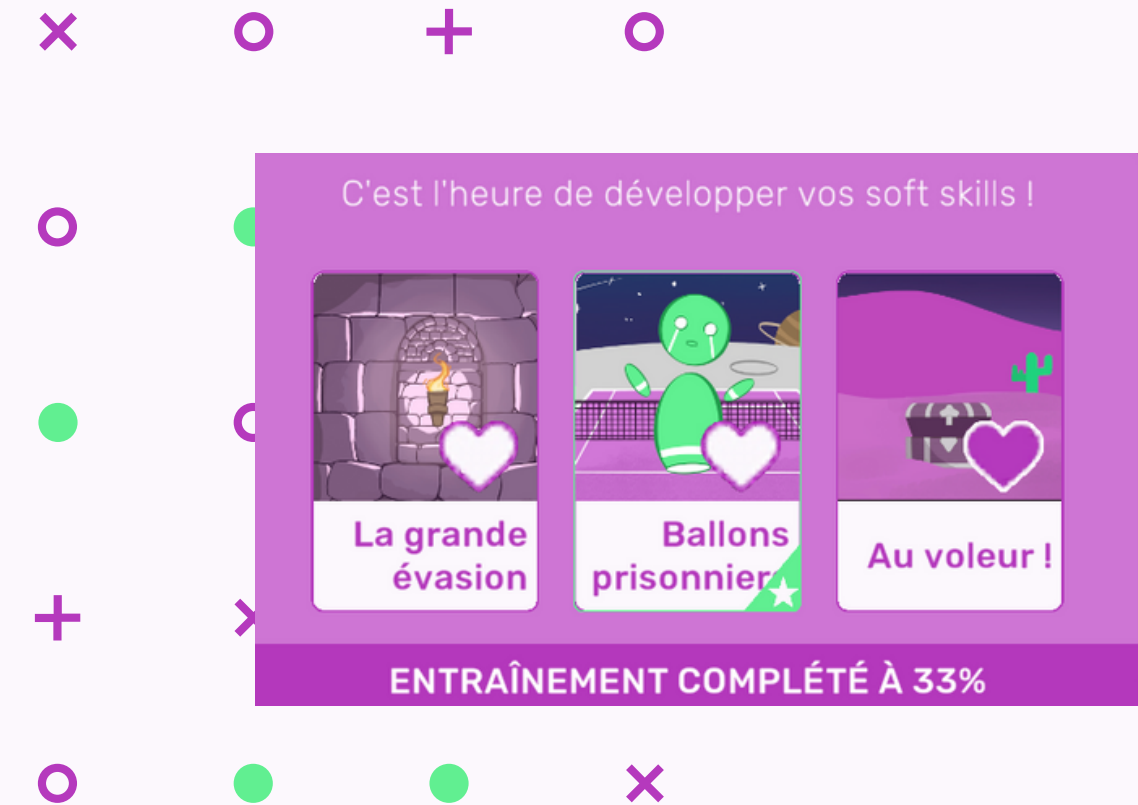 C'est l'heure de développer vos soft skills !
La grande
évasion
Ballons
prisonniers
Au voleur !
ENTRAÎNEMENT COMPLÉTÉ À 33%